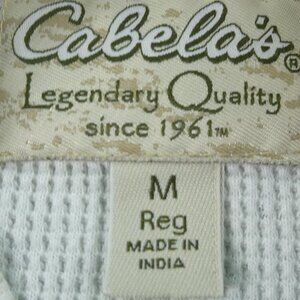 Cabela's®
Legendary Quality
since 1961™
M
Reg
MADE IN
INDIA